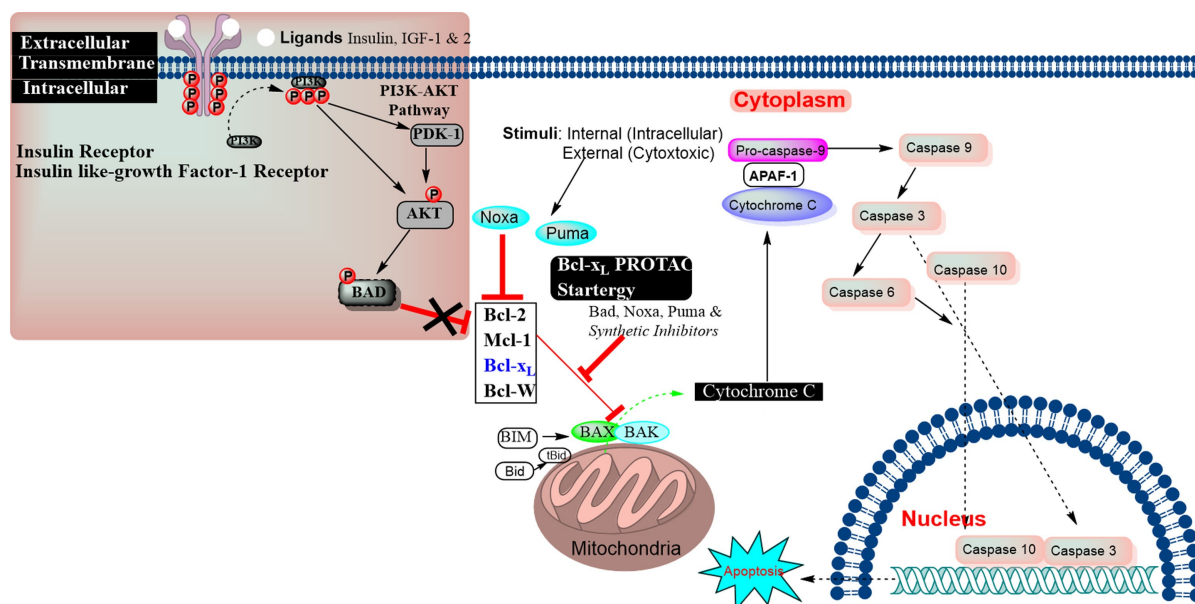 Extracellular
Transmembrane
Intracellular
Ligands Insulin, IGF-1 & 2
P
P
P
P
P
P
PI3K
P P P
PI3K
PI3K-AKT
Pathway
PDK-1
Insulin Receptor
Insulin like-growth Factor-1 Receptor
P
AKT
P
BAD
Cytoplasm
Stimuli: Internal (Intracellular)
External (Cytoxtoxic)
Noxa
Puma
Bcl-xL PROTAC
Startergy
Bad, Noxa, Puma &
Synthetic Inhibitors
Bcl-2
Mcl-1
Bcl-xL
Bcl-W
Pro-caspase-9
APAF-1
Cytochrome C
Cytochrome C
Caspase 9
Caspase 3
Caspase 10
Caspase 6
BIM
BAX
BAK
tBid
Bid
Mitochondria
Nucleus
Caspase 10
Caspase 3
Apoptosis